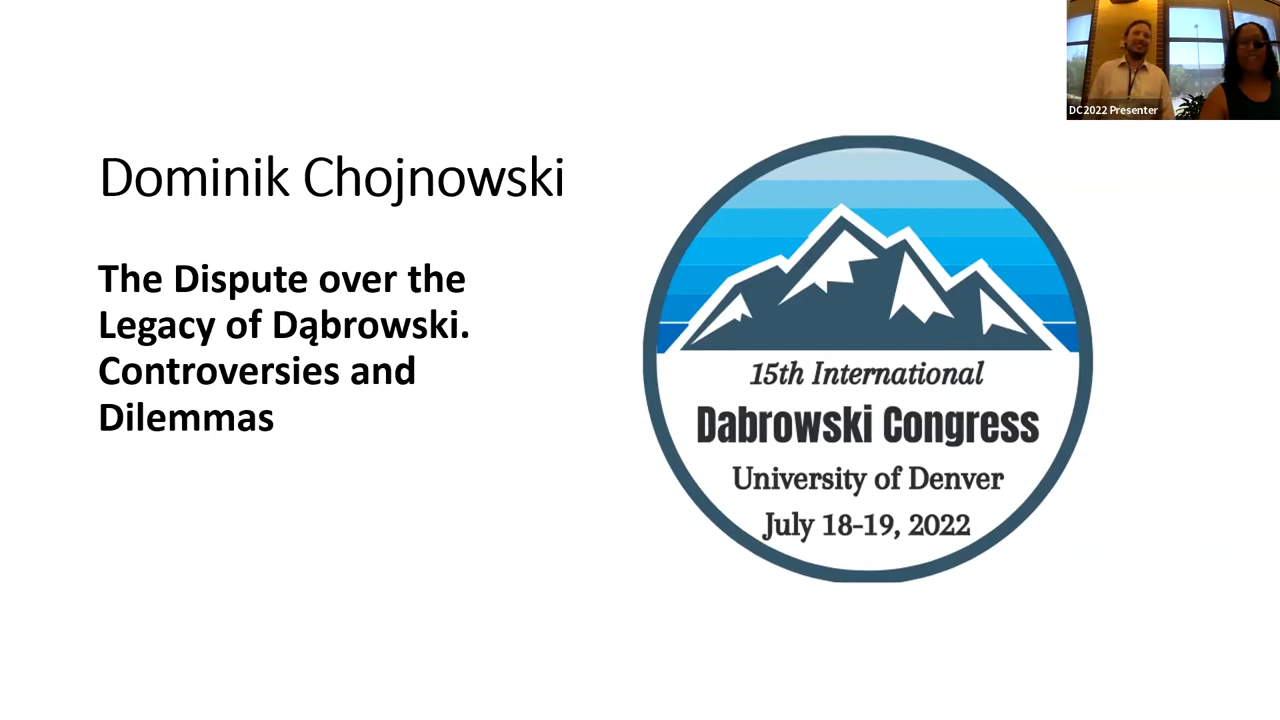 DC2022 Presenter
Dominik Chojnowski
The Dispute over the
Legacy of Dąbrowski.
Controversies and
Dilemmas
15th International
Dabrowski Congress
University of Denver
July 18-19, 2022